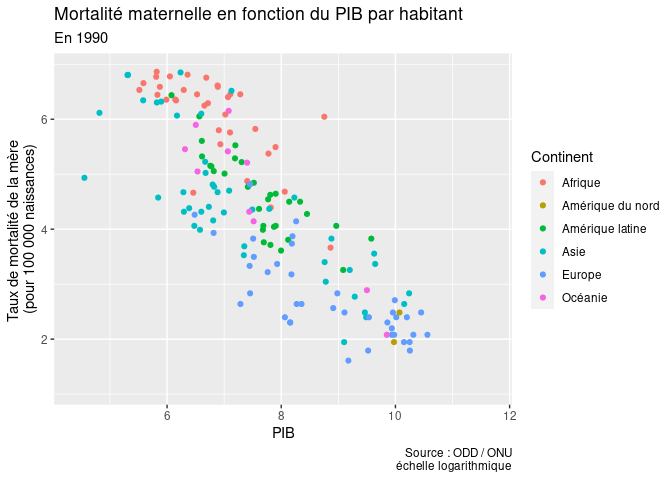 Mortalité maternelle en fonction du PIB par habitant
En 1990
Taux de mortalité de la mère
(pour 100 000 naissances)
6
4
2
6
8
10
12
PIB
Continent
Afrique
Amérique du nord
Amérique latine
Asie
Europe
Océanie
Source : ODD / ONU
échelle logarithmique